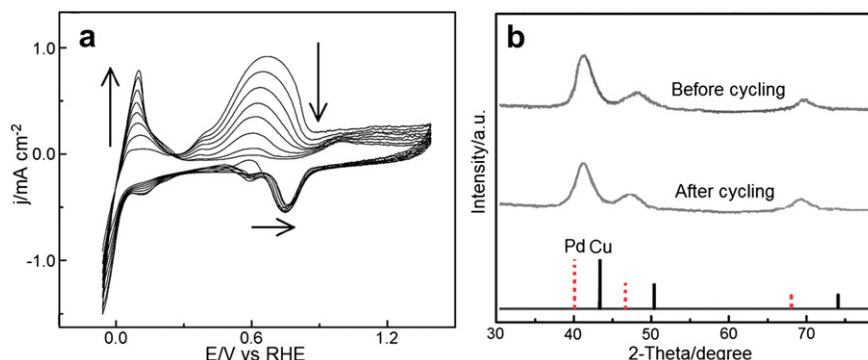 a
1.0
0.0
-1.0
j/mA cm-2
0.0
0.6
1.2
E/V vs RHE
b
Before cycling
After cycling
Pd Cu
Intensity/a.u.
30
40
50
60
70
2-Theta/degree